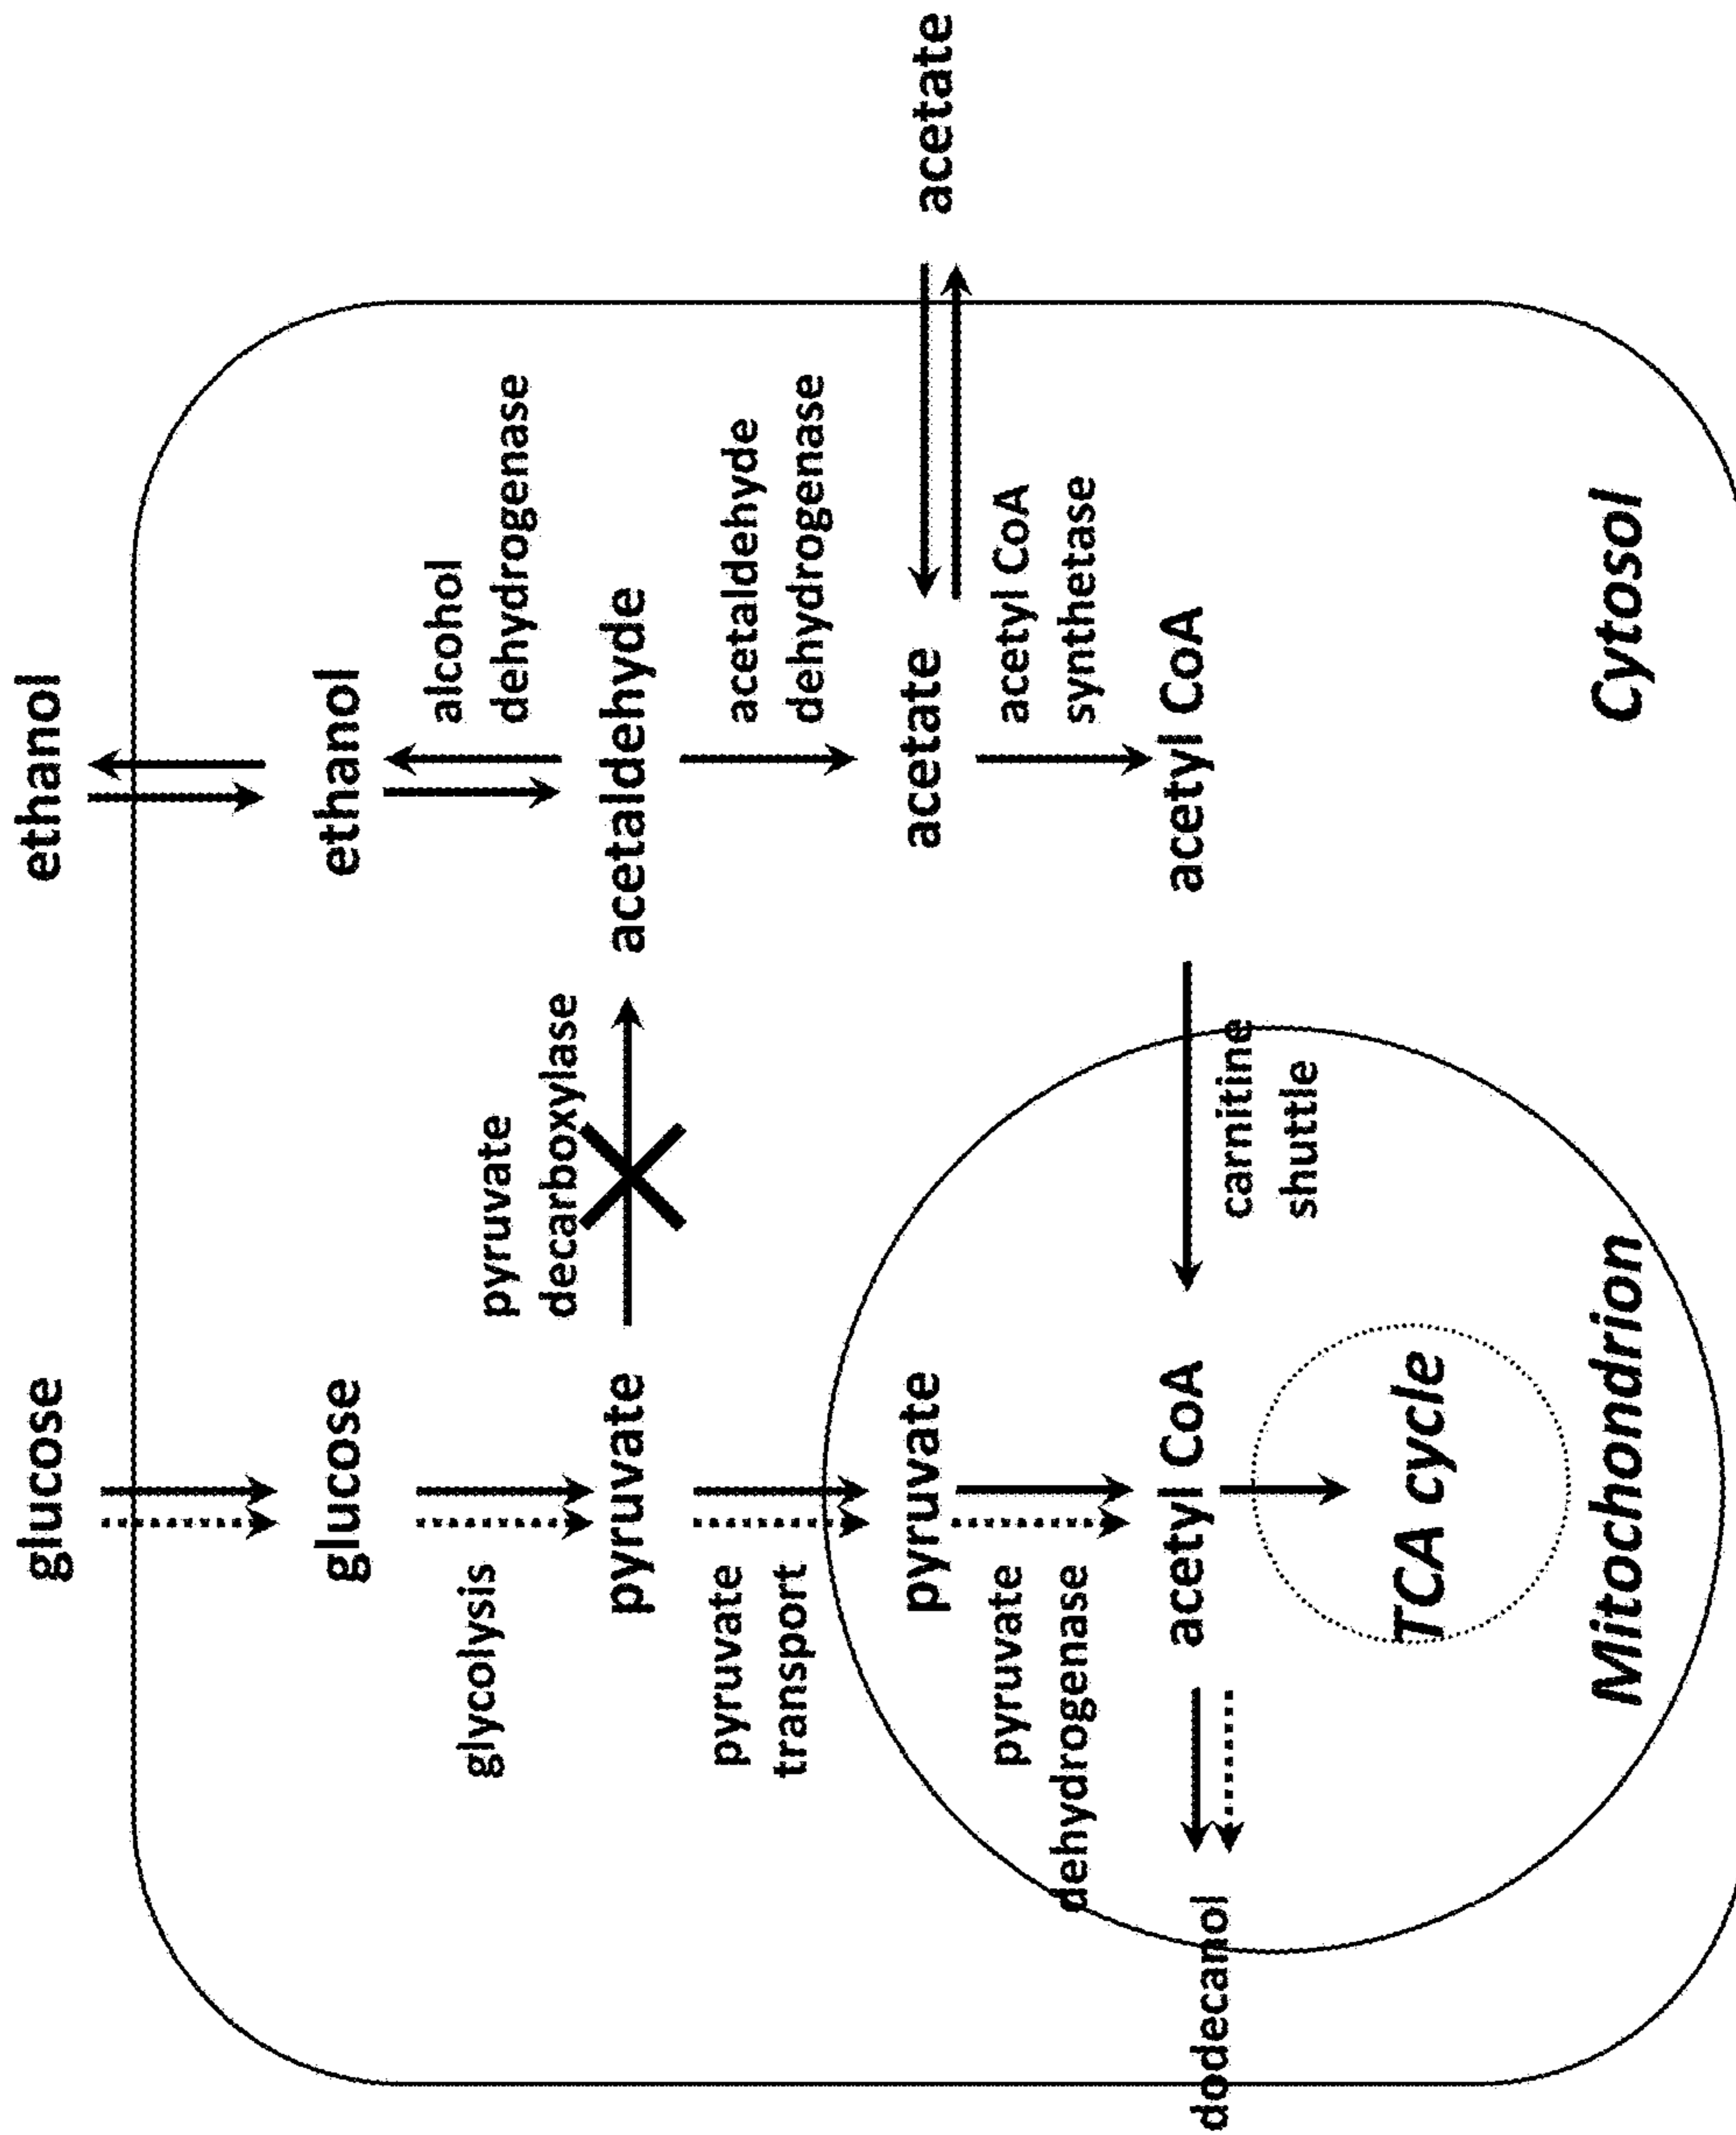 glucose
ethanol
glucose
ethanol
glycolysis
pyruvate
decarboxylase
alcohol
dehydrogenase
pyruvate
acetaldehyde
pyruvate
transport
acetaldehyde
dehydrogenase
pyruvate
acetate
acetate
pyruvate
dehydrogenase
acetyl CoA
synthetase
dodecanol
acetyl CoA
acetyl CoA
carnitine
shuttle
TCA cycle
Mitochondrion
Cytosol